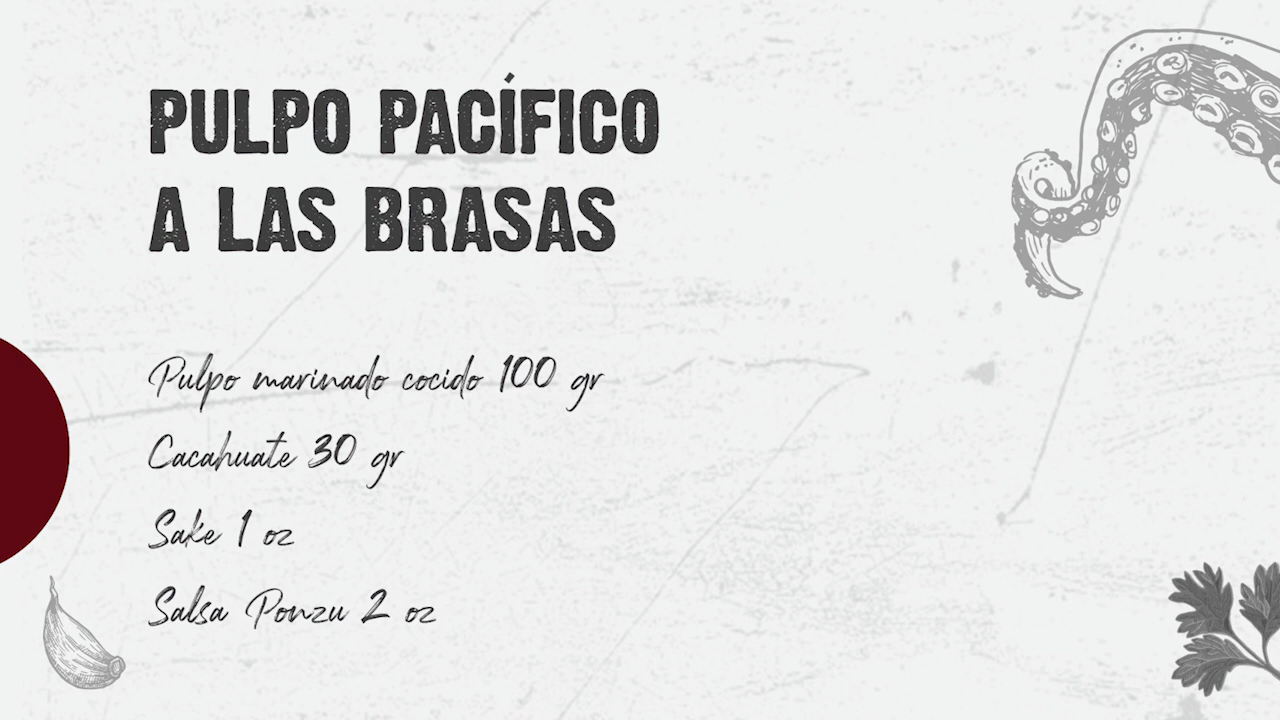 PULPO PACÍFICO
A LAS BRASAS
Pulpo marinado cocido 100 gr
Cacahuate 30 gr
Sake 1 oz
Salsa Ponzu 2 oz